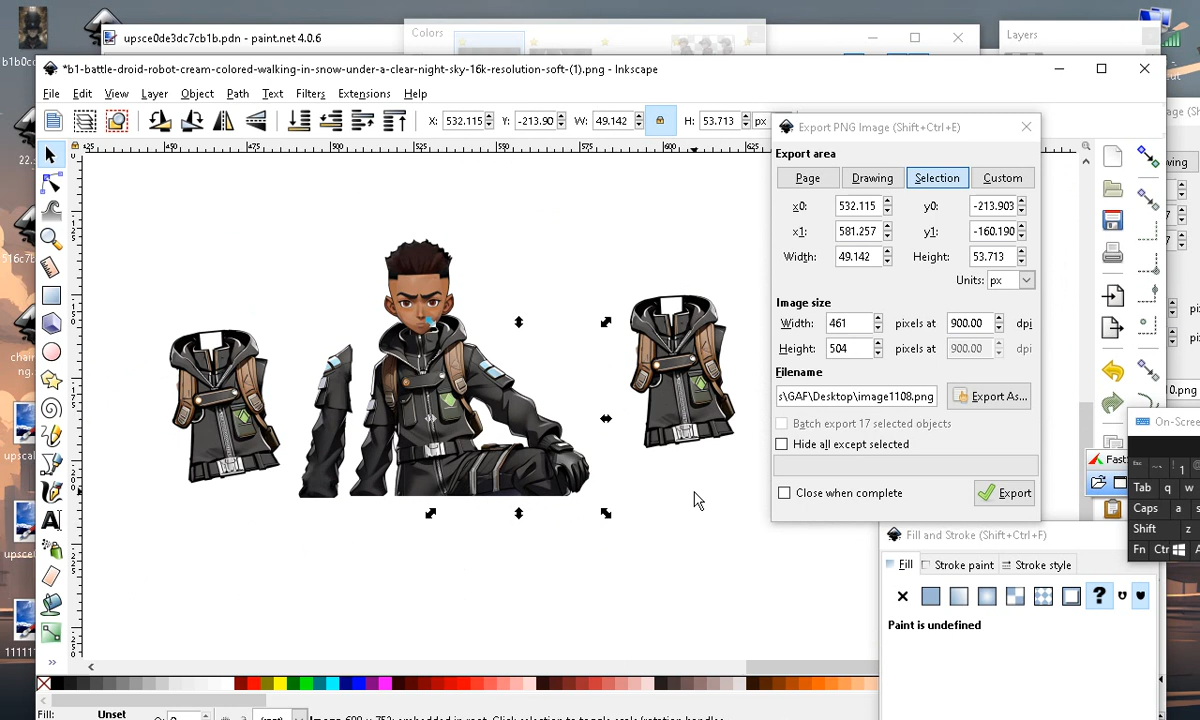 upsce0de3dc7cb1b.pdn - paint.net 4.0.6
Colors
Layers
*b1-battle-droid-robot-cream-colored-walking-in-snow-under-a-clear-night-sky-16k-resolution-soft-(1).png - Inkscape
File Edit View Layer Object Path Text Filters Extensions Help
X: 532.115 Y: -213.90 W: 49.142 H: 53.713 px
Export PNG Image (Shift+Ctrl+E)
Export area
Page Drawing Selection Custom
x0: 532.115 y0: -213.903
x1: 581.257 y1: -160.190
Width: 49.142 Height: 53.713
Units: px
Image size
Width: 461 pixels at 900.00 dpi
Height: 504 pixels at 900.00 dpi
Filename
s\GAF\Desktop\image1108.png Export As...
Batch export 17 selected objects
Hide all except selected
Close when complete Export
Fill and Stroke (Shift+Ctrl+F)
Fill Stroke paint Stroke style
?
Paint is undefined
On-Scree
Tab q w
Caps a s
Shift z
Fn Ctr A
Fast
Fill: Unset